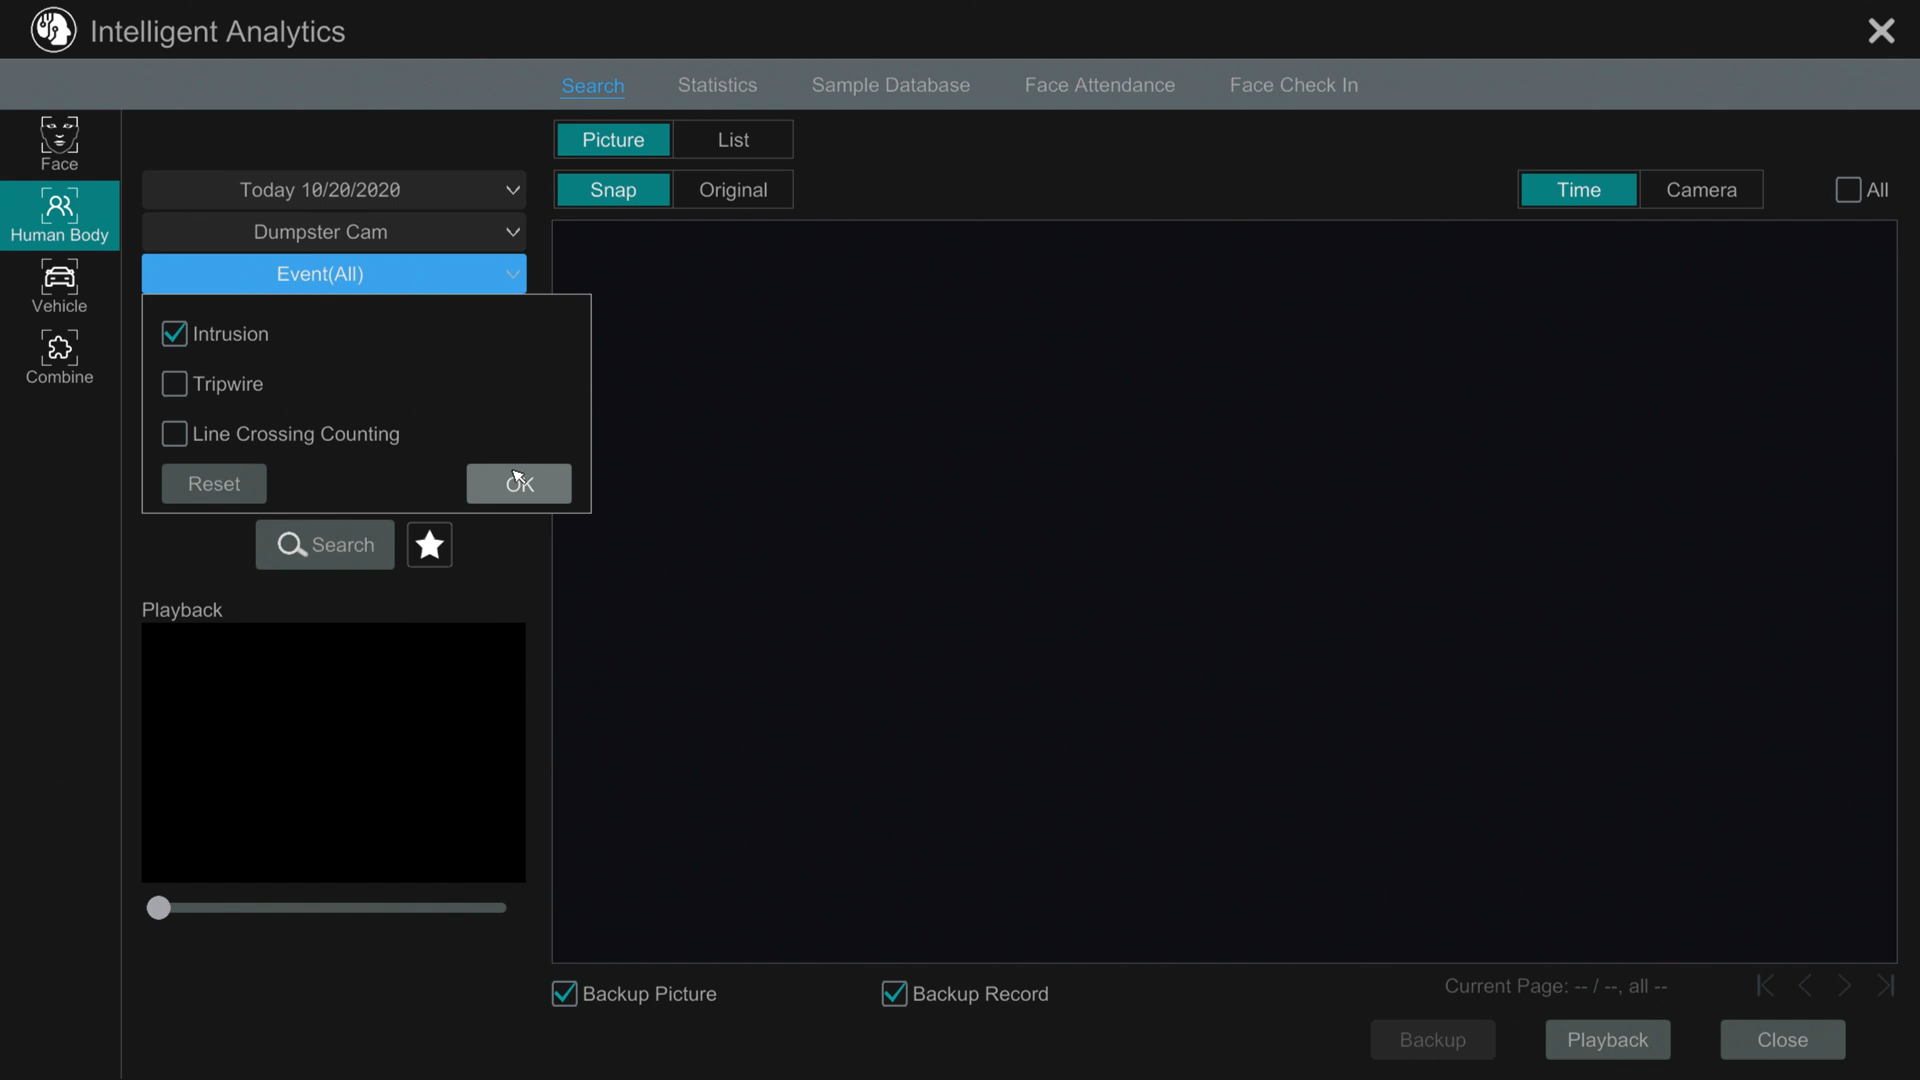 Intelligent Analytics
Search Statistics Sample Database Face Attendance Face Check In
Face
Human Body
Vehicle
Combine
Today 10/20/2020
Dumpster Cam
Event(All)
Intrusion
Tripwire
Line Crossing Counting
Reset OK
Search
Playback
Picture List
Snap Original
Time Camera All
Backup Picture Backup Record
Current Page: -- / --, all --
Backup Playback Close